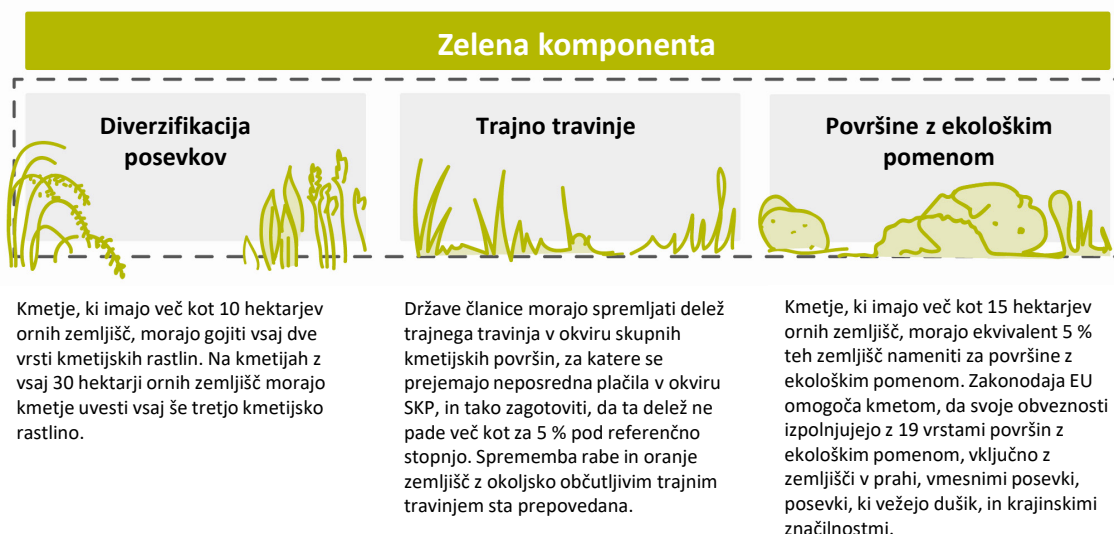 Zelena komponenta
Diverzifikacija
posevkov
Kmetje, ki imajo več kot 10 hektarjev
ornih zemljišč, morajo gojiti vsaj dve
vrsti kmetijskih rastlin. Na kmetijah z
vsaj 30 hektarji ornih zemljišč morajo
kmetje uvesti vsaj še tretjo kmetijsko
rastlino.
Trajno travinje
Države članice morajo spremljati delež
trajnega travinja v okviru skupnih
kmetijskih površin, za katere se
prejemajo neposredna plačila v okviru
SKP, in tako zagotoviti, da ta delež ne
pade več kot za 5 % pod referenčno
stopnjo. Sprememba rabe in oranje
zemljišč z okoljsko občutljivim trajnim
travinjem sta prepovedana.
Površine z ekološkim
pomenom
Kmetje, ki imajo več kot 15 hektarjev
ornih zemljišč, morajo ekvivalent 5 %
teh zemljišč nameniti za površine z
ekološkim pomenom. Zakonodaja EU
omogoča kmetom, da svoje obveznosti
izpolnjujejo z 19 vrstami površin z
ekološkim pomenom, vključno z
zemljišči v prahi, vmesnimi posevki,
posevki, ki vežejo dušik, in krajinskimi
značilnostmi.